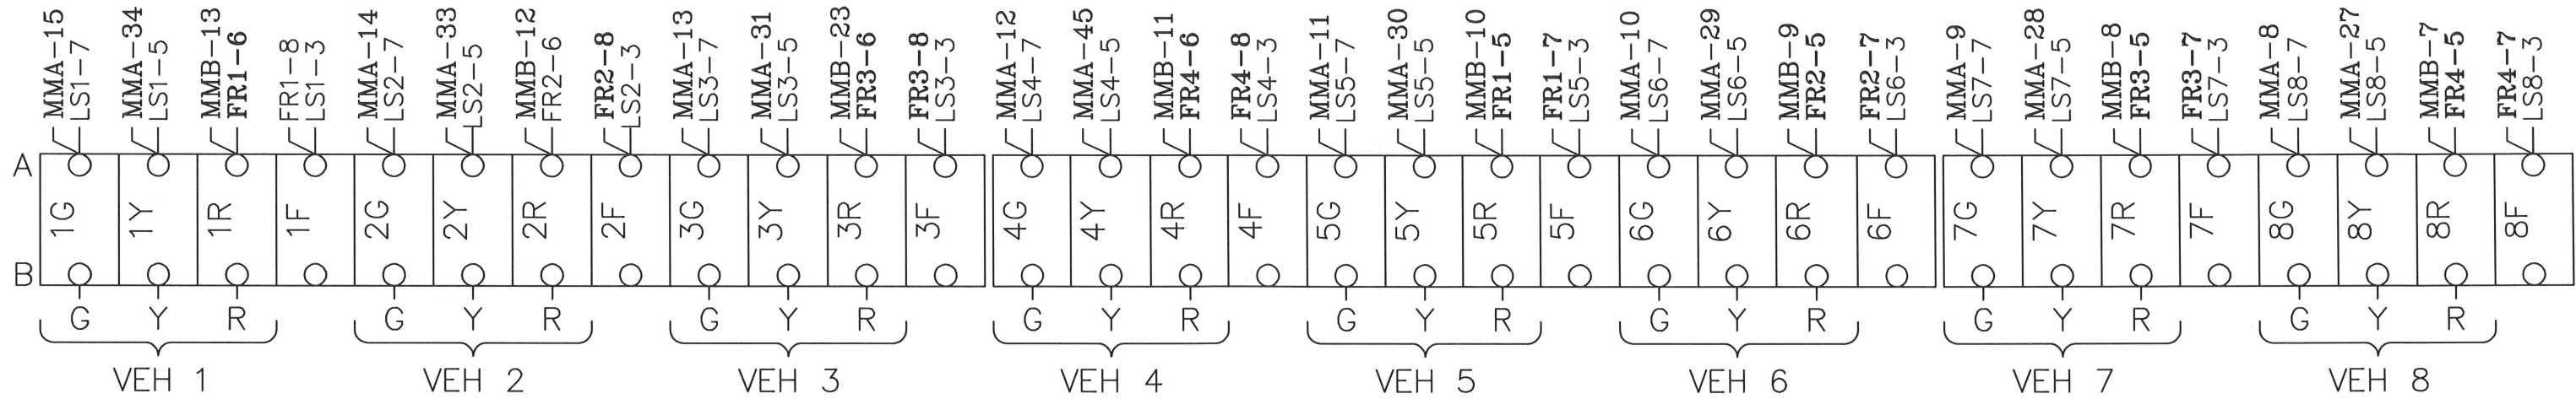 MMA-15
LS1-7
MMA-34
LS1-5
MMB-13
FR1-6
FR1-8
LS1-3
MMA-14
LS2-7
MMA-33
LS2-5
MMB-12
FR2-6
FR2-8
LS2-3
MMA-13
LS3-7
MMA-31
LS3-5
MMB-23
FR3-6
FR3-8
LS3-3
MMA-12
LS4-7
MMA-45
LS4-5
MMB-11
FR4-6
FR4-8
LS4-3
MMA-11
LS5-7
MMA-30
LS5-5
MMB-10
FR1-5
FR1-7
LS5-3
MMA-10
LS6-7
MMA-29
LS6-5
MMB-9
FR2-5
FR2-7
LS6-3
MMA-9
LS7-7
MMA-28
LS7-5
MMB-8
FR3-5
FR3-7
LS7-3
MMA-8
LS8-7
MMA-27
LS8-5
MMB-7
FR4-5
FR4-7
LS8-3
A
1G 1Y 1R 1F 2G 2Y 2R 2F 3G 3Y 3R 3F 4G 4Y 4R 4F 5G 5Y 5R 5F 6G 6Y 6R 6F 7G 7Y 7R 7F 8G 8Y 8R 8F
B
G Y R G Y R G Y R G Y R G Y R G Y R G Y R G Y R
VEH 1 VEH 2 VEH 3 VEH 4 VEH 5 VEH 6 VEH 7 VEH 8